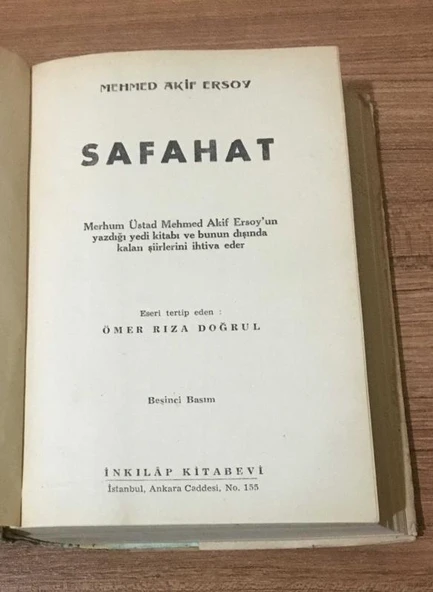 MEHMED AKİF ERSOY
SAFAHAT
Merhum Üstad Mehmed Akif Ersoy'un
yazdığı yedi kitabı ve bunun dışında
kalan şiirlerini ihtiva eder
Eseri tertip eden :
ÖMER RIZA DOĞRUL
Beşinci Basım
İNKILÂP KİTABEVİ
İstanbul, Ankara Caddesi, No. 155